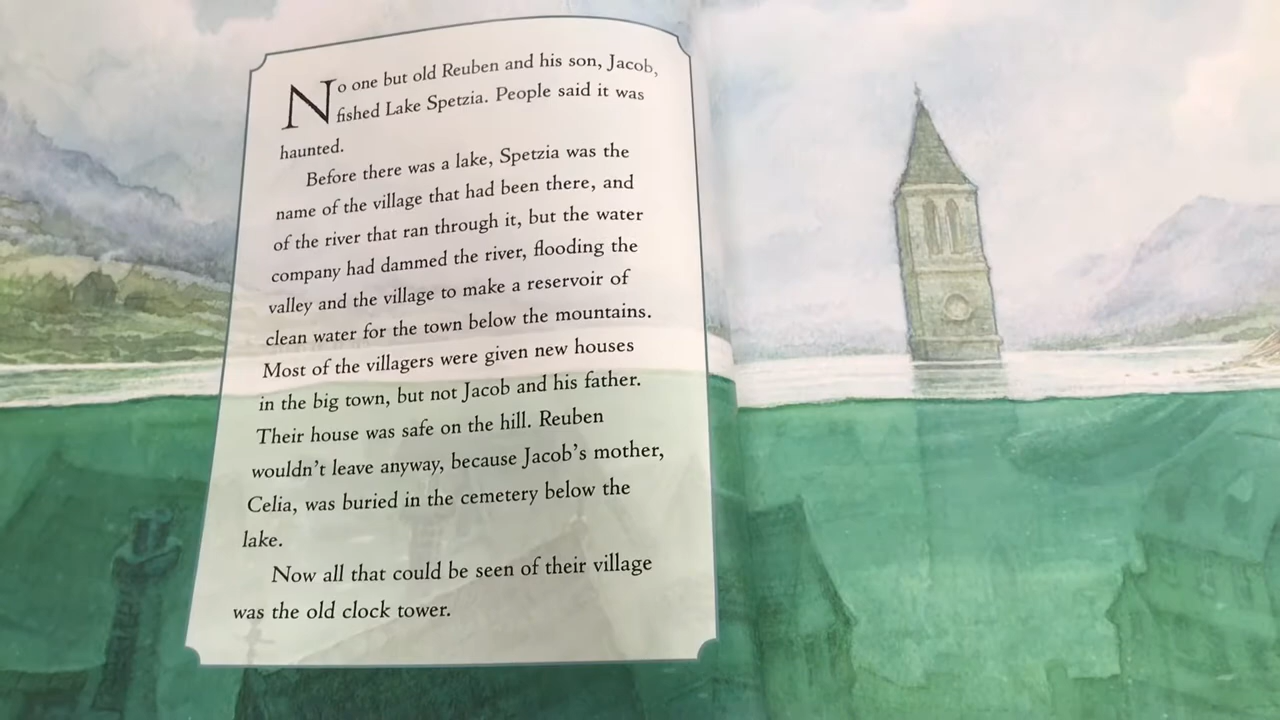 No one but old Reuben and his son, Jacob,
fished Lake Spetzia. People said it was
haunted.
Before there was a lake, Spetzia was the
name of the village that had been there, and
of the river that ran through it, but the water
company had dammed the river, flooding the
valley and the village to make a reservoir of
clean water for the town below the mountains.
Most of the villagers were given new houses
in the big town, but not Jacob and his father.
Their house was safe on the hill. Reuben
wouldn't leave anyway, because Jacob's mother,
Celia, was buried in the cemetery below the
lake.
Now all that could be seen of their village
was the old clock tower.